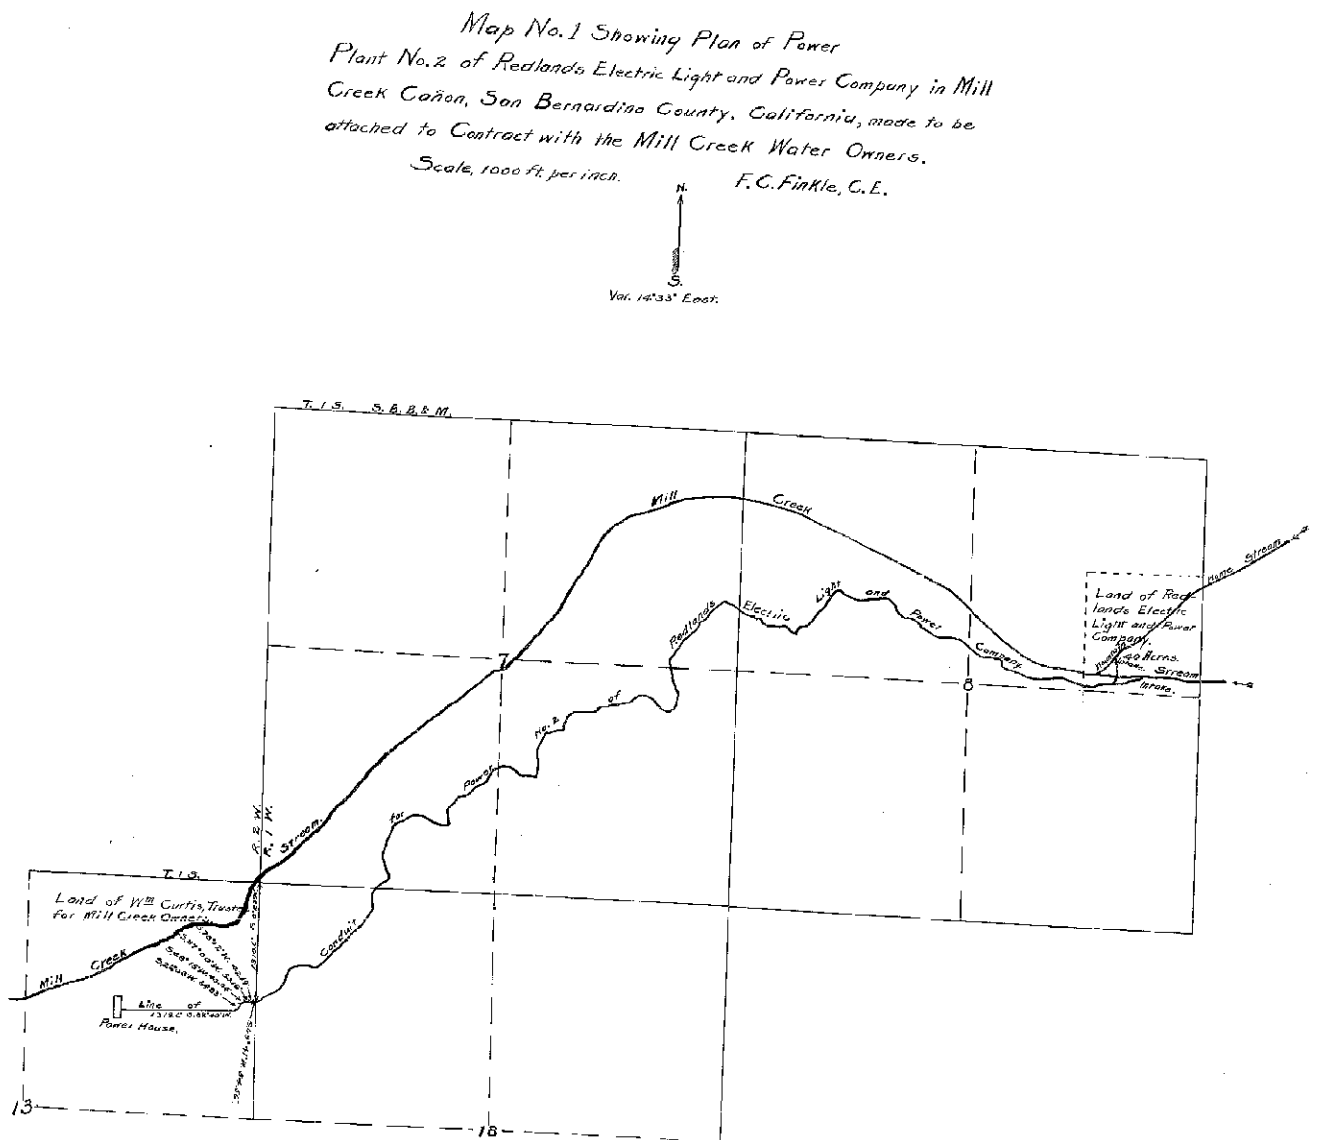 Map No.1 Showing Plan of Power
Plant No.2 of Redlands Electric Light and Power Company in Mill
Creek Cañon, San Bernardino County, California, made to be
attached to Contract with the Mill Creek Water Owners.
Scale, 1000 ft. per inch. F.C. Finkle, C.E.
N.
S.
Var. 14°33' East.
T. 1 S. S. B. B. & M.
Mill Creek
Home Stream
Land of Red-
lands Electric
Light and Power
Company.
40 Acres.
Stream
Intake.
Redlands Electric Light and Power Company
7
8
No. 2 of
Power
for
R. 2 W.
R. 1 W.
Stream.
T. 1 S.
Land of Wm Curtis, Trustee
for Mill Creek Owners
Conduit
Mill Creek
Line of
Power House.
13
18